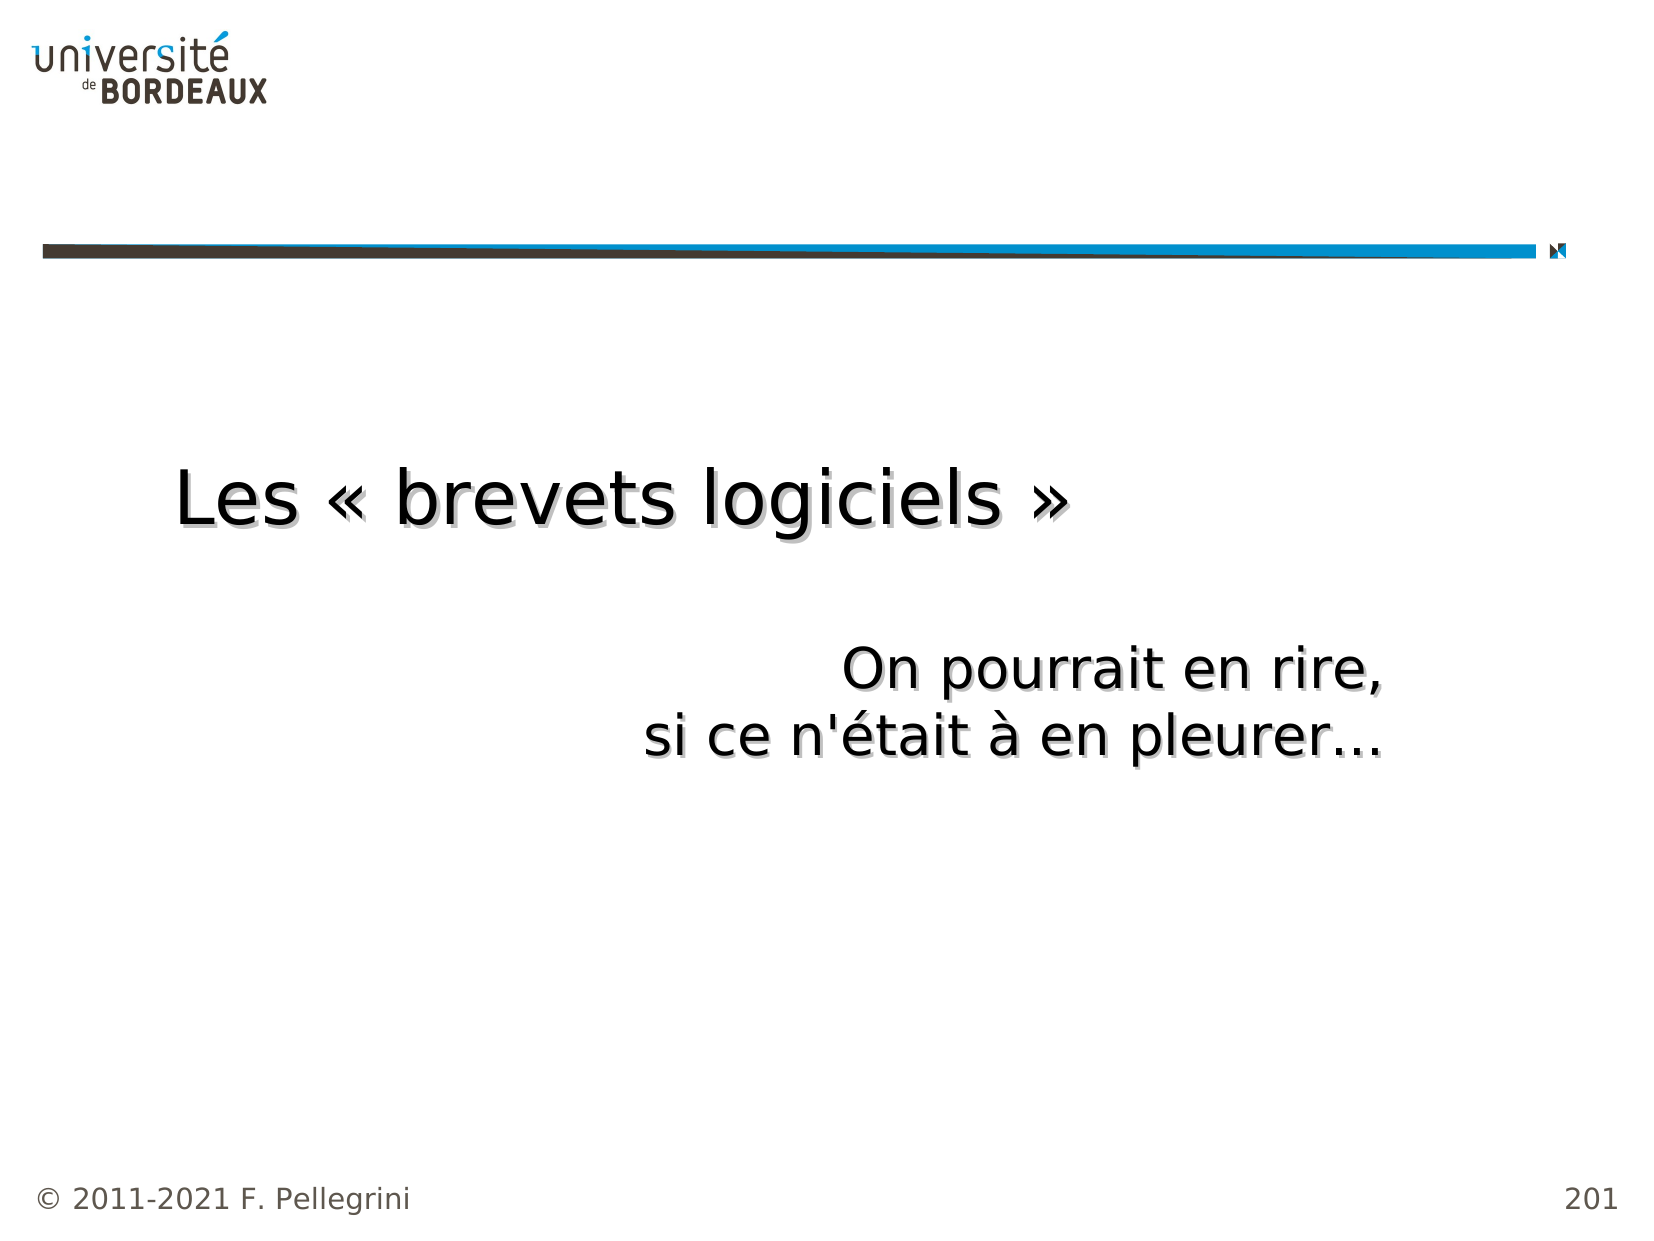 université
de BORDEAUX
Les « brevets logiciels »
On pourrait en rire,
si ce n'était à en pleurer...
© 2011-2021 F. Pellegrini
201